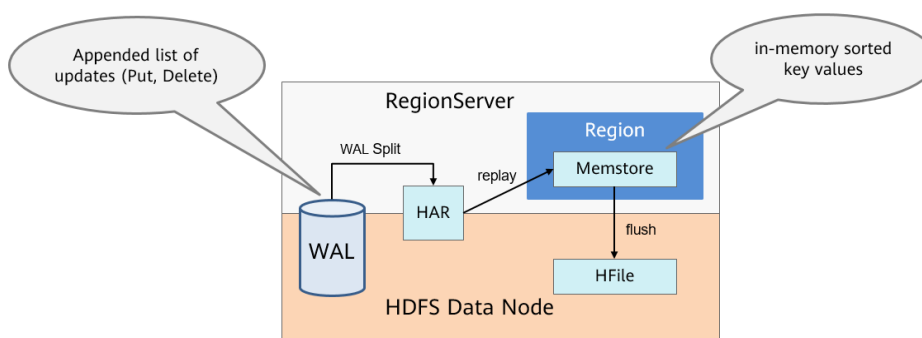 Appended list of
updates (Put, Delete)
in-memory sorted
key values
RegionServer
Region
WAL Split
Memstore
replay
HAR
WAL
flush
HFile
HDFS Data Node